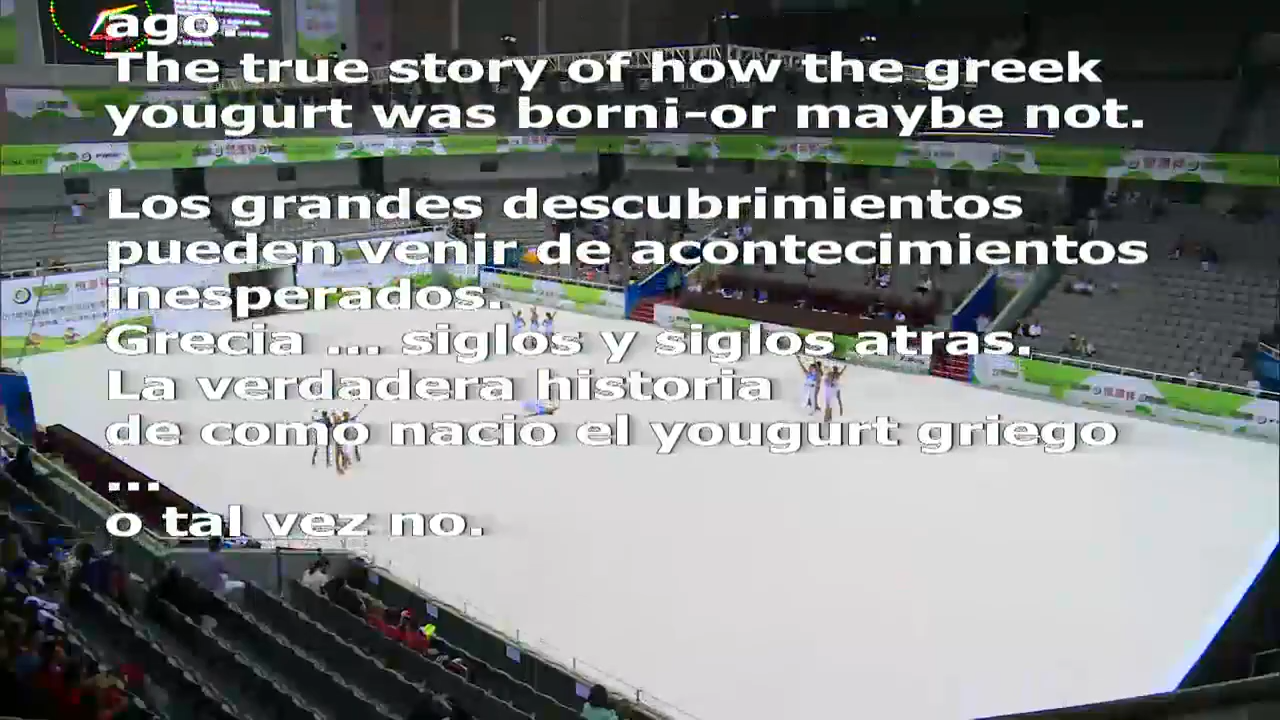 ago.
The true story of how the greek
yougurt was borni-or maybe not.
Los grandes descubrimientos
pueden venir de acontecimientos
inesperados.
Grecia ... siglos y siglos atras.
La verdadera historia
de como nacio el yougurt griego
...
o tal vez no.